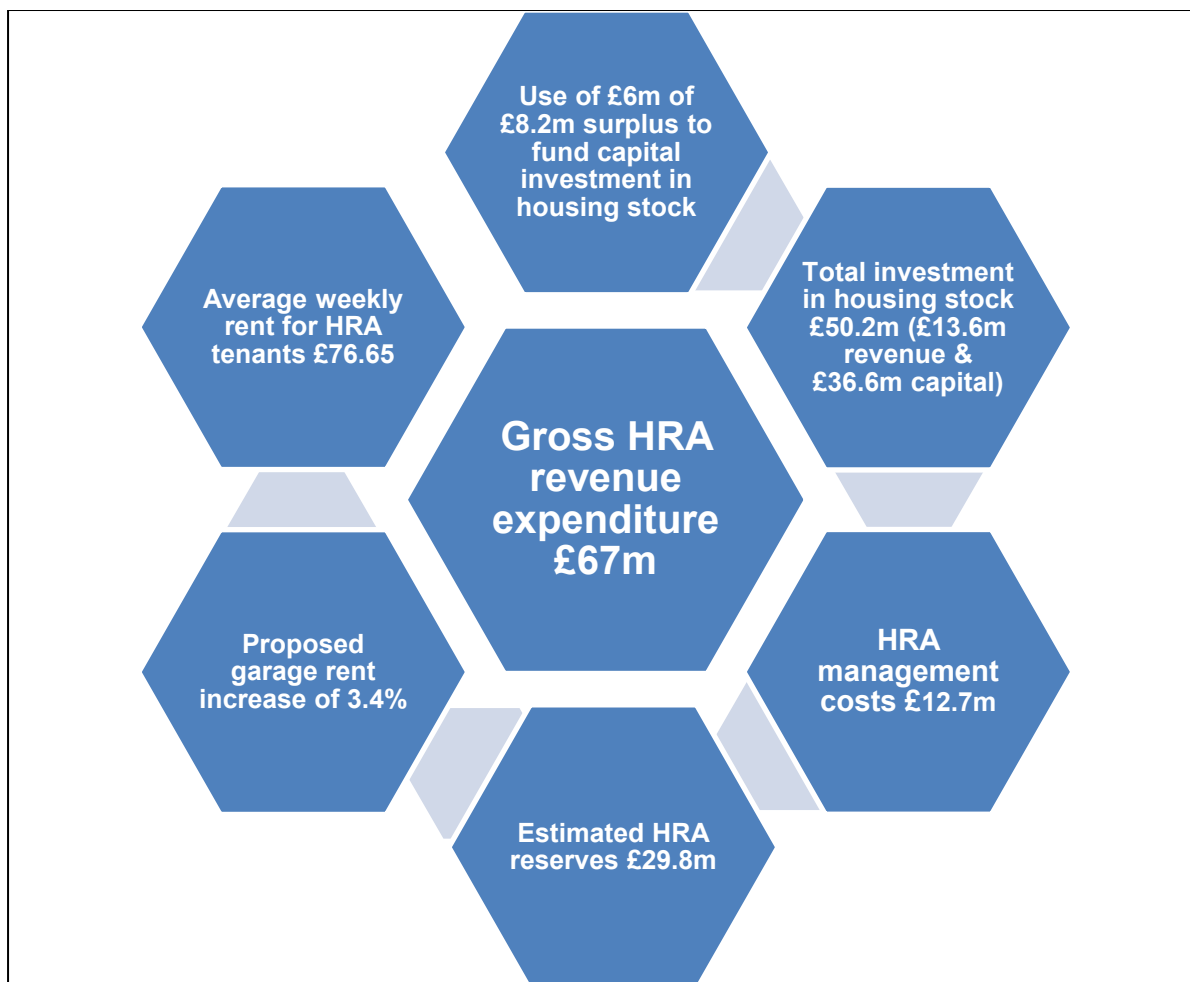 Use of £6m of
£8.2m surplus to
fund capital
investment in
housing stock
Total investment
in housing stock
£50.2m (£13.6m
revenue &
£36.6m capital)
HRA
management
costs £12.7m
Estimated HRA
reserves £29.8m
Proposed
garage rent
increase of 3.4%
Average weekly
rent for HRA
tenants £76.65
Gross HRA
revenue
expenditure
£67m